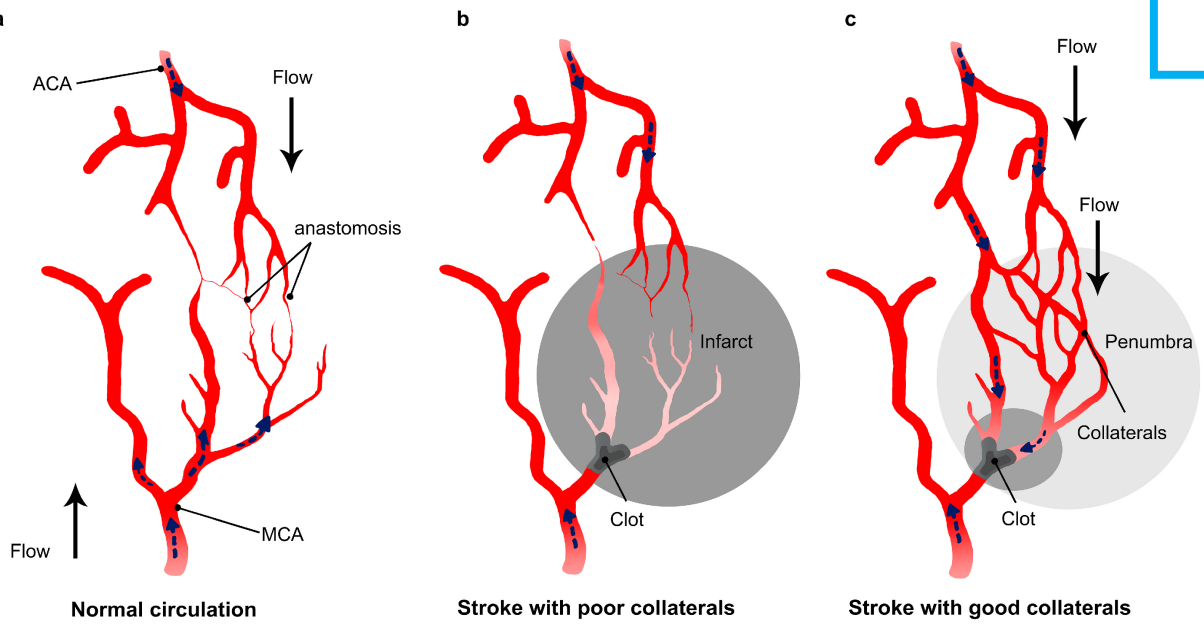 a
b
c
ACA
Flow
anastomosis
Flow
MCA
Normal circulation
Infarct
Clot
Stroke with poor collaterals
Flow
Flow
Penumbra
Collaterals
Clot
Stroke with good collaterals